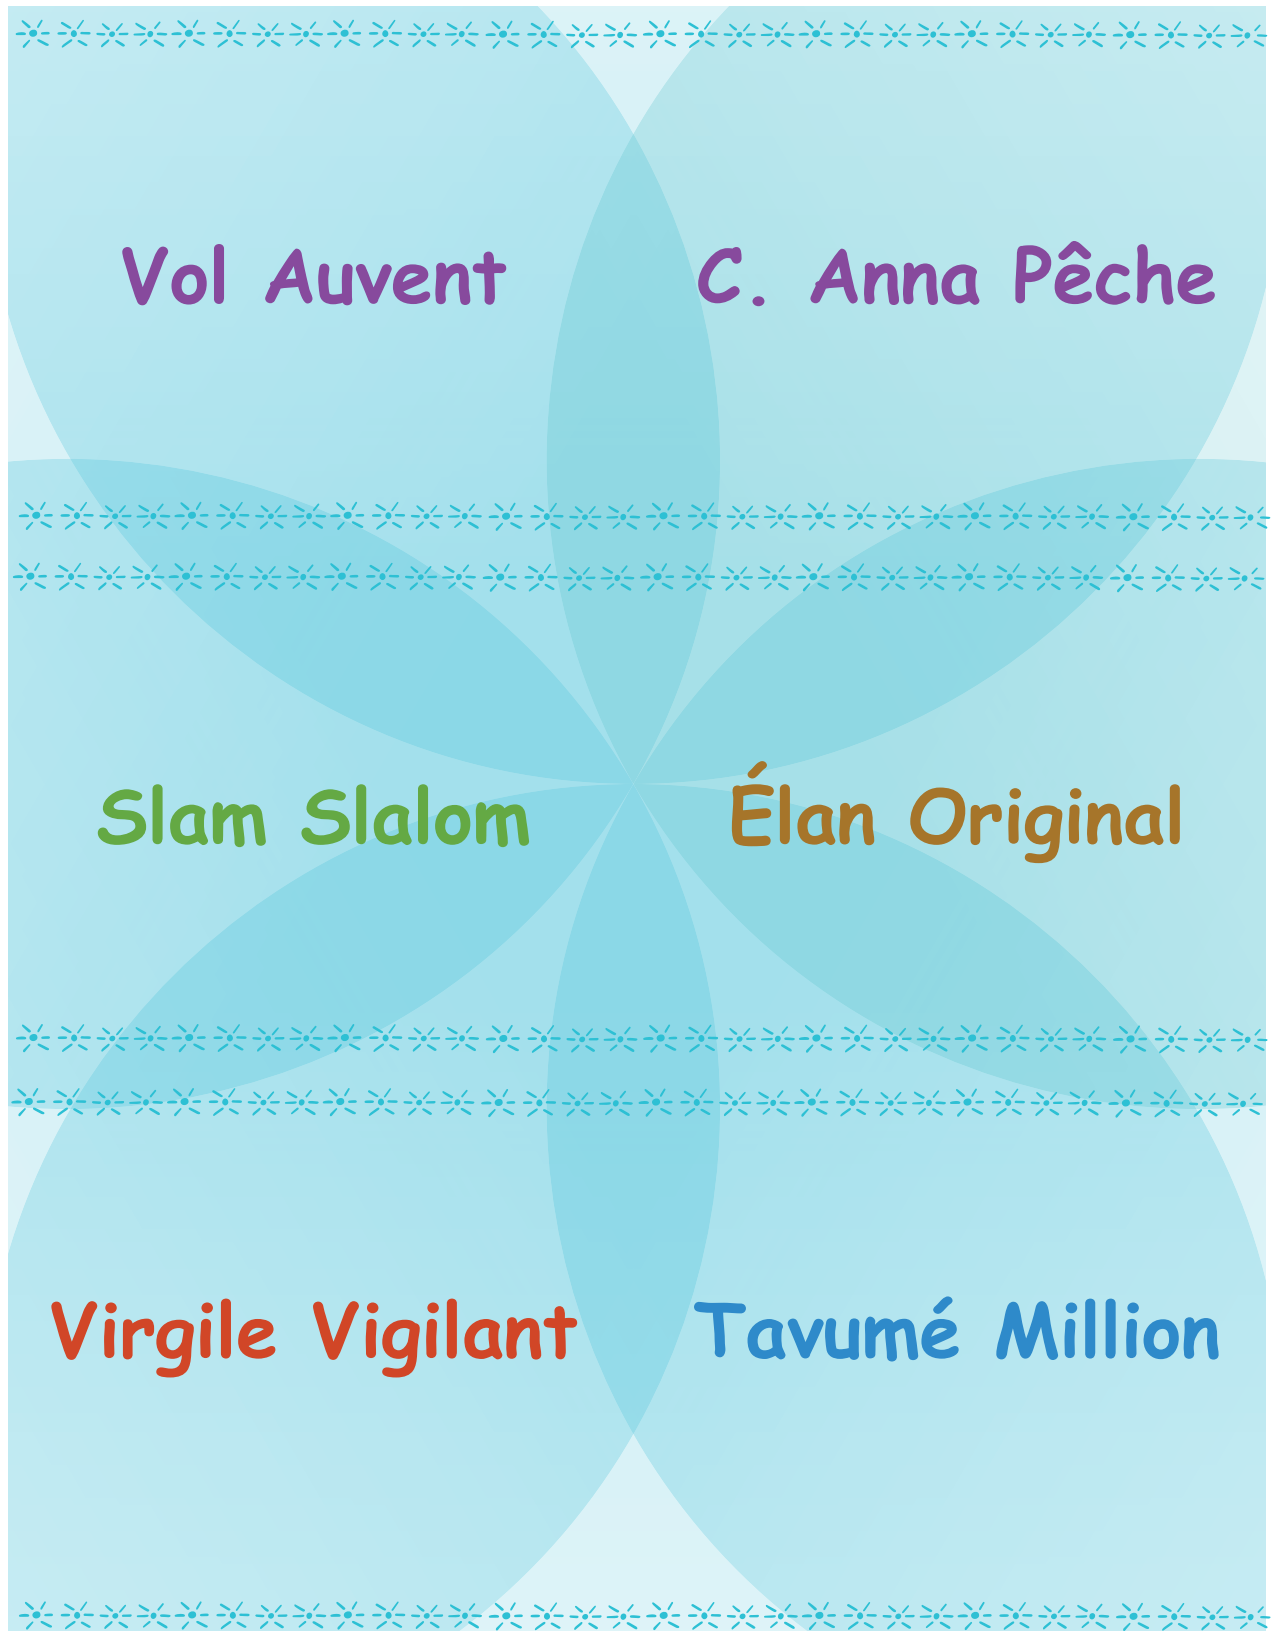 Vol Auvent
C. Anna Pêche
Slam Slalom
Élan Original
Virgile Vigilant
Tavumé Million